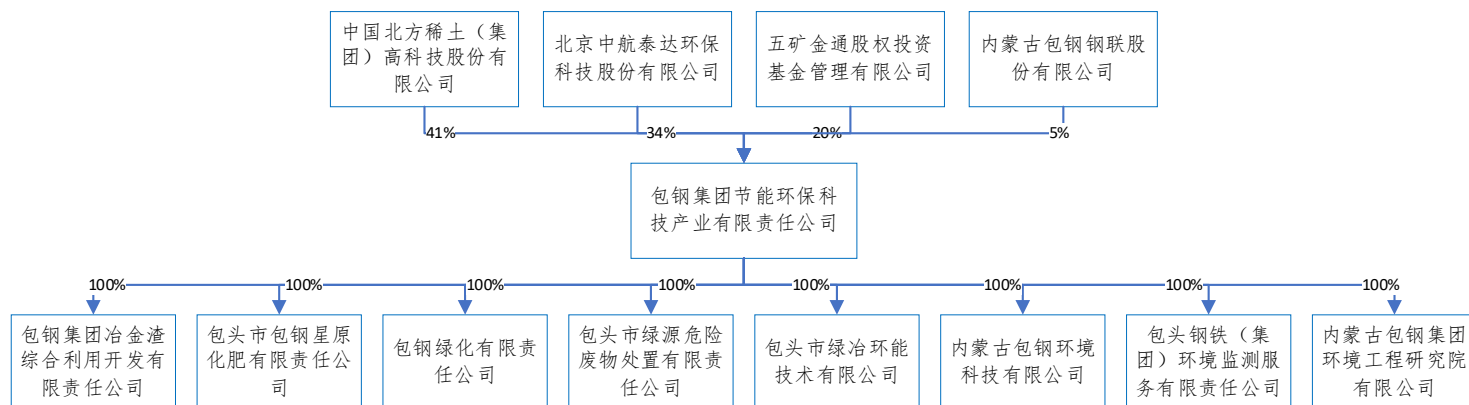 中国北方稀土（集
团）高科技股份有
限公司
北京中航泰达环保
科技股份有限公司
五矿金通股权投资
基金管理有限公司
内蒙古包钢钢联股
份有限公司
41%
34%
20%
5%
包钢集团节能环保科
技产业有限责任公司
100%
100%
100%
100%
100%
100%
100%
100%
包钢集团冶金渣
综合利用开发有
限责任公司
包头市包钢星原
化肥有限责任公
司
包钢绿化有限责
任公司
包头市绿源危险
废物处置有限责
任公司
包头市绿冶环能
技术有限公司
内蒙古包钢环境
科技有限公司
包头钢铁（集
团）环境监测服
务有限责任公司
内蒙古包钢集团
环境工程研究院
有限公司